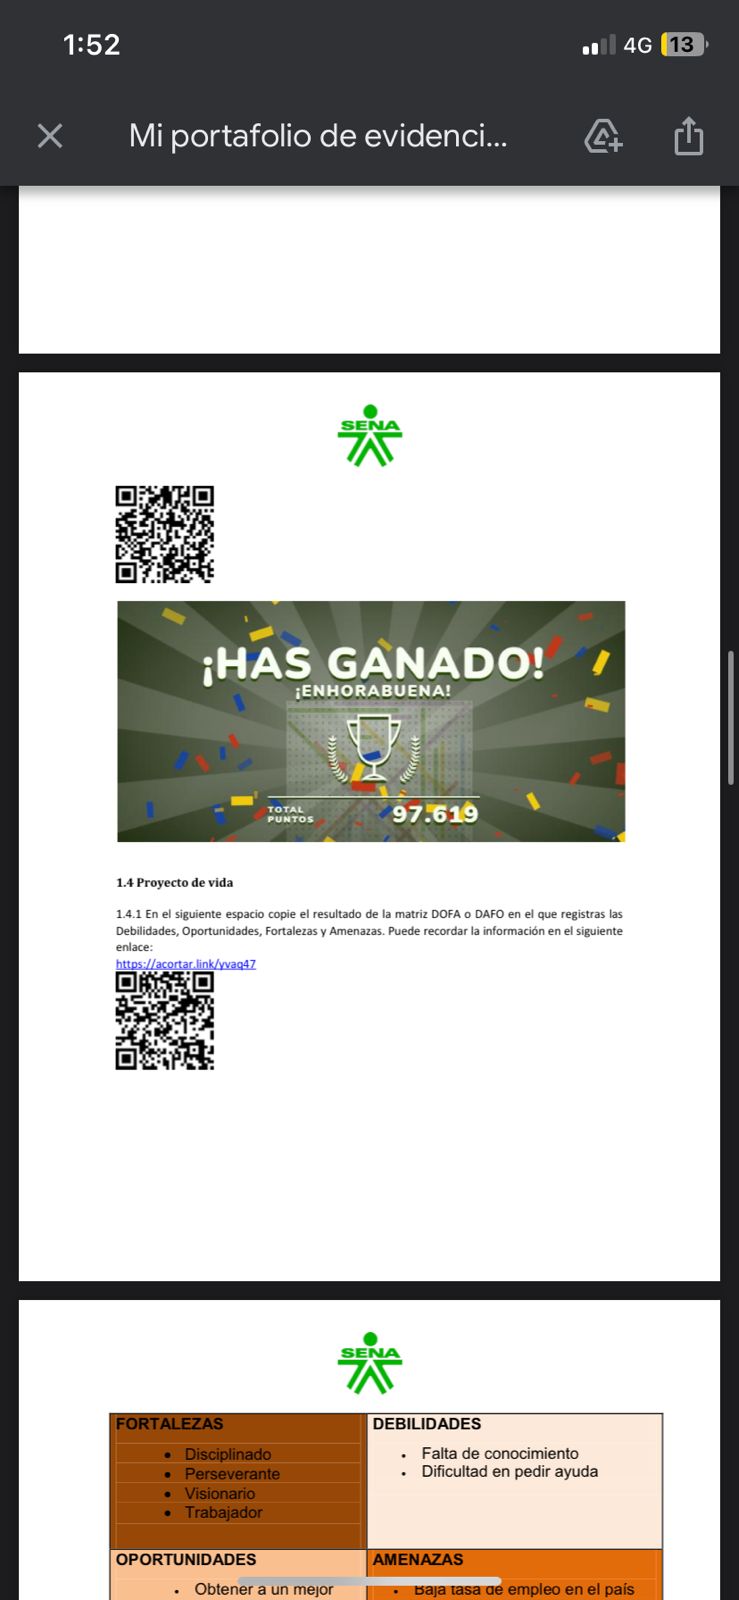 1:52
4G 13
Mi portafolio de evidenci...
SENA
¡HAS GANADO!
¡ENHORABUENA!
TOTAL
PUNTOS
97.619
1.4 Proyecto de vida
1.4.1 En el siguiente espacio copie el resultado de la matriz DOFA o DAFO en el que registras las
Debilidades, Oportunidades, Fortalezas y Amenazas. Puede recordar la información en el siguiente
enlace:
https://acortar.link/yvaq47
SENA
FORTALEZAS
• Disciplinado
• Perseverante
• Visionario
• Trabajador
DEBILIDADES
• Falta de conocimiento
• Dificultad en pedir ayuda
OPORTUNIDADES
• Obtener a un mejor
AMENAZAS
• Baja tasa de empleo en el país